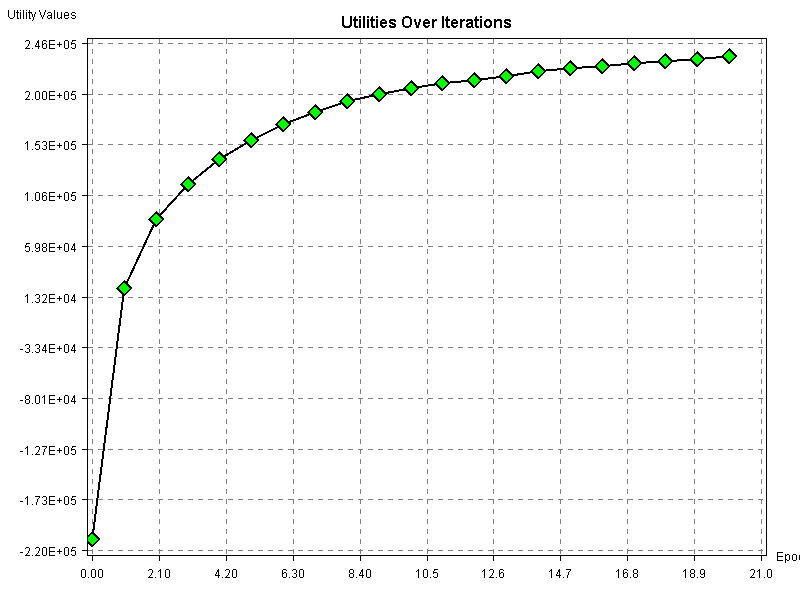 Utility Values
Utilities Over Iterations
2.46E+05
2.00E+05
1.53E+05
1.06E+05
5.98E+04
1.32E+04
-3.34E+04
-8.01E+04
-1.27E+05
-1.73E+05
-2.20E+05
Epo
0.00 2.10 4.20 6.30 8.40 10.5 12.6 14.7 16.8 18.9 21.0